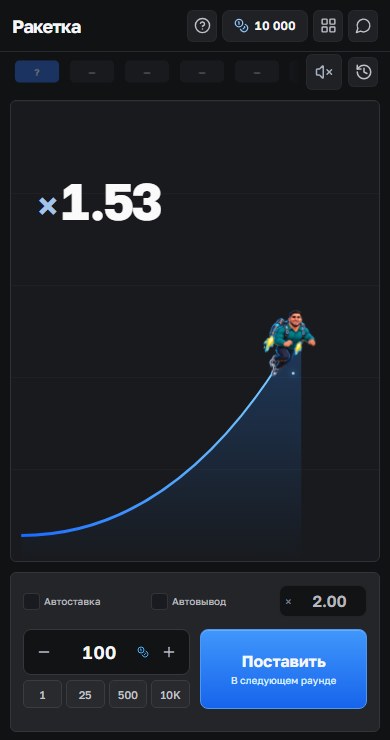 Ракетка
10 000
?
–
–
–
–
×1.53
Автоставка
Автовывод
× 2.00
− 100 +
1
25
500
10K
Поставить
В следующем раунде